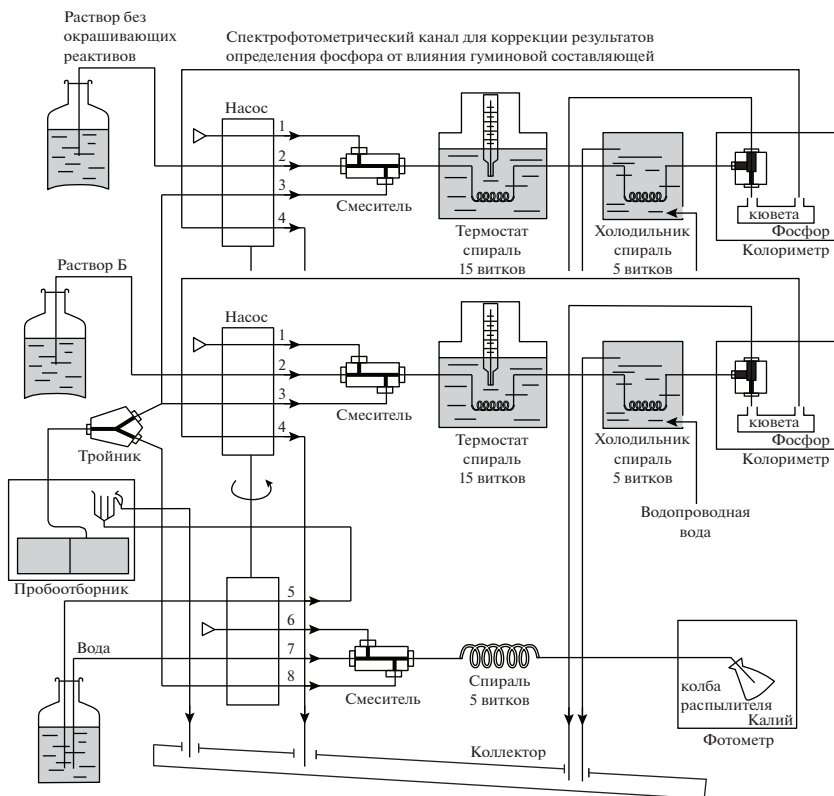 Раствор без
окрашивающих
реактивов
Спектрофотометрический канал для коррекции результатов
определения фосфора от влияния гуминовой составляющей
Насос
1
2
3
4
Смеситель
Термостат
спираль
15 витков
Холодильник
спираль
5 витков
кювета
Фосфор
Колориметр
Раствор Б
Насос
1
2
3
4
Смеситель
Термостат
спираль
15 витков
Холодильник
спираль
5 витков
кювета
Фосфор
Колориметр
Тройник
Водопроводная
вода
Пробоотборник
5
6
7
8
Вода
Смеситель
Спираль
5 витков
колба
распылителя
Калий
Фотометр
Коллектор